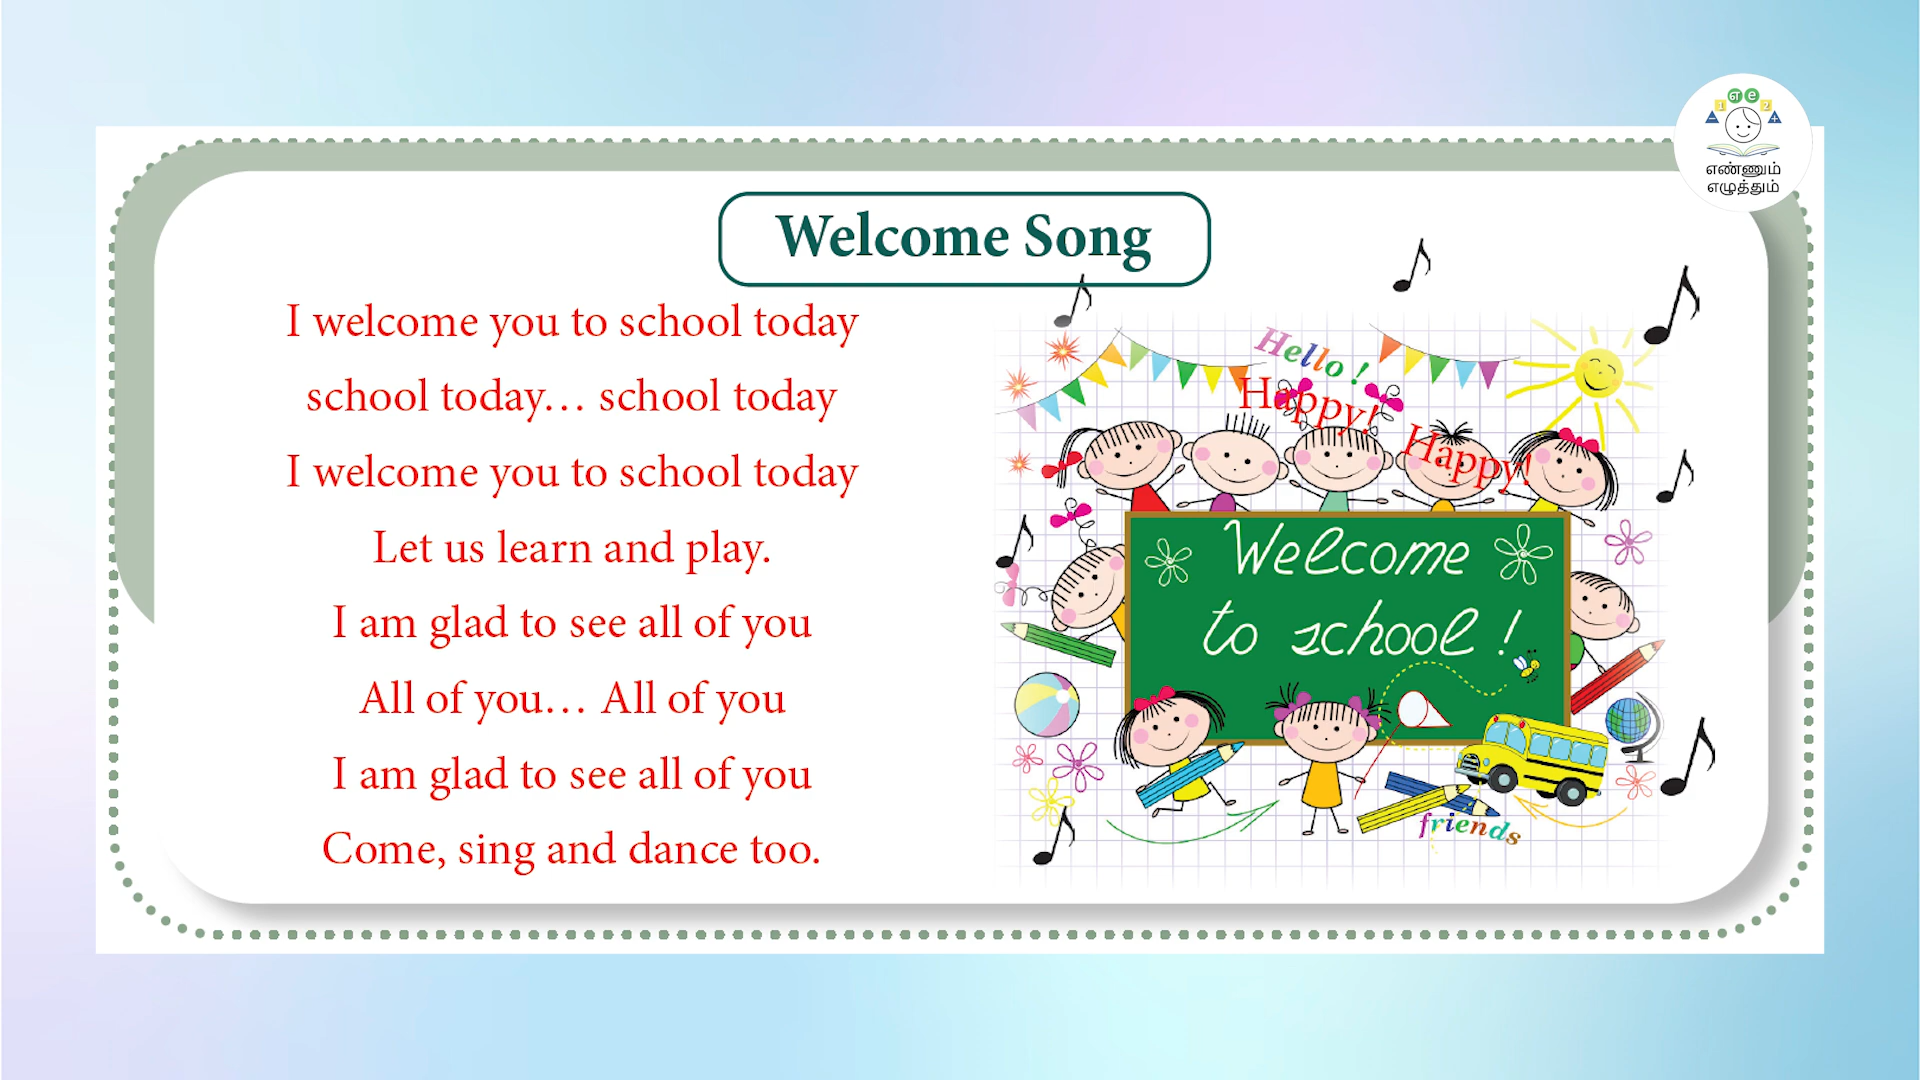 எண்ணும்
எழுத்தும்
1 எ e 2
Welcome Song
I welcome you to school today
school today… school today
I welcome you to school today
Let us learn and play.
I am glad to see all of you
All of you… All of you
I am glad to see all of you
Come, sing and dance too.
Hello !
Happy!
Happy!
Welcome
to school !
friends